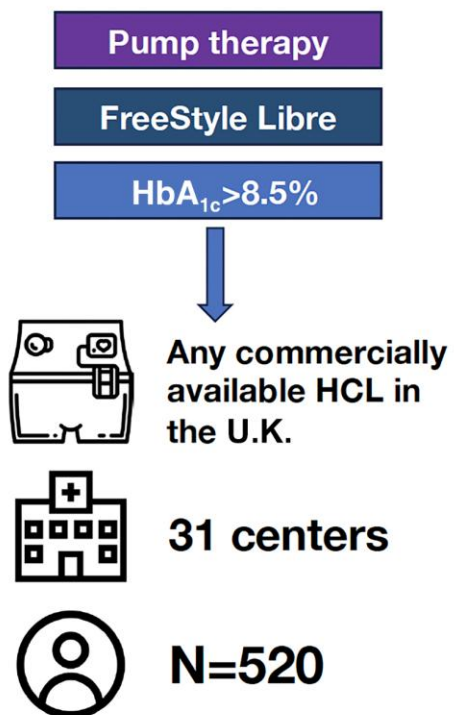 Pump therapy
FreeStyle Libre
HbA1c>8.5%
Any commercially
available HCL in
the U.K.
31 centers
N=520